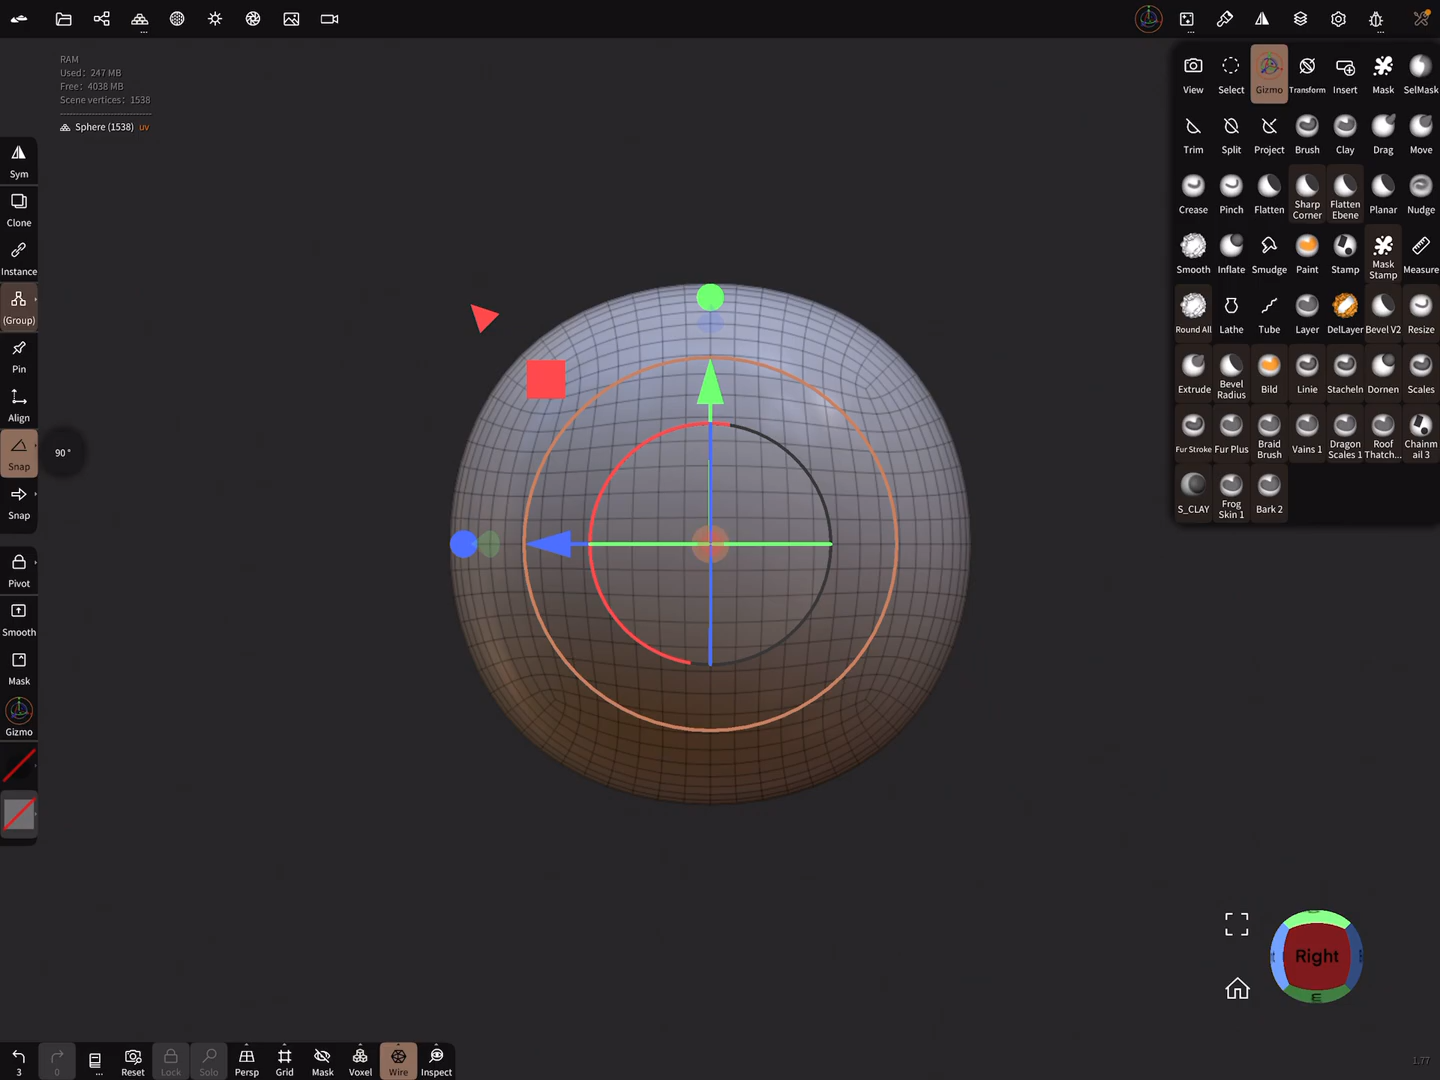 RAM
Used: 247 MB
Free: 4038 MB
Scene vertices: 1538
Sphere (1538) uv
Sym
Clone
Instance
(Group)
Pin
Align
Snap
90°
Snap
Pivot
Smooth
Mask
Gizmo
View Select Gizmo Transform Insert Mask SelMask
Trim Split Project Brush Clay Drag Move
Crease Pinch Flatten Sharp Corner Flatten Ebene Planar Nudge
Smooth Inflate Smudge Paint Stamp Mask Stamp Measure
Round All Lathe Tube Layer DelLayer Bevel V2 Resize
Extrude Bevel Radius Bild Linie Stacheln Dornen Scales
Fur Stroke Fur Plus Braid Brush Vains 1 Dragon Scales 1 Roof Thatch... Chainm ail 3
S_CLAY Frog Skin 1 Bark 2
Right
3 0 ... Reset Lock Solo Persp Grid Mask Voxel Wire Inspect
1.77